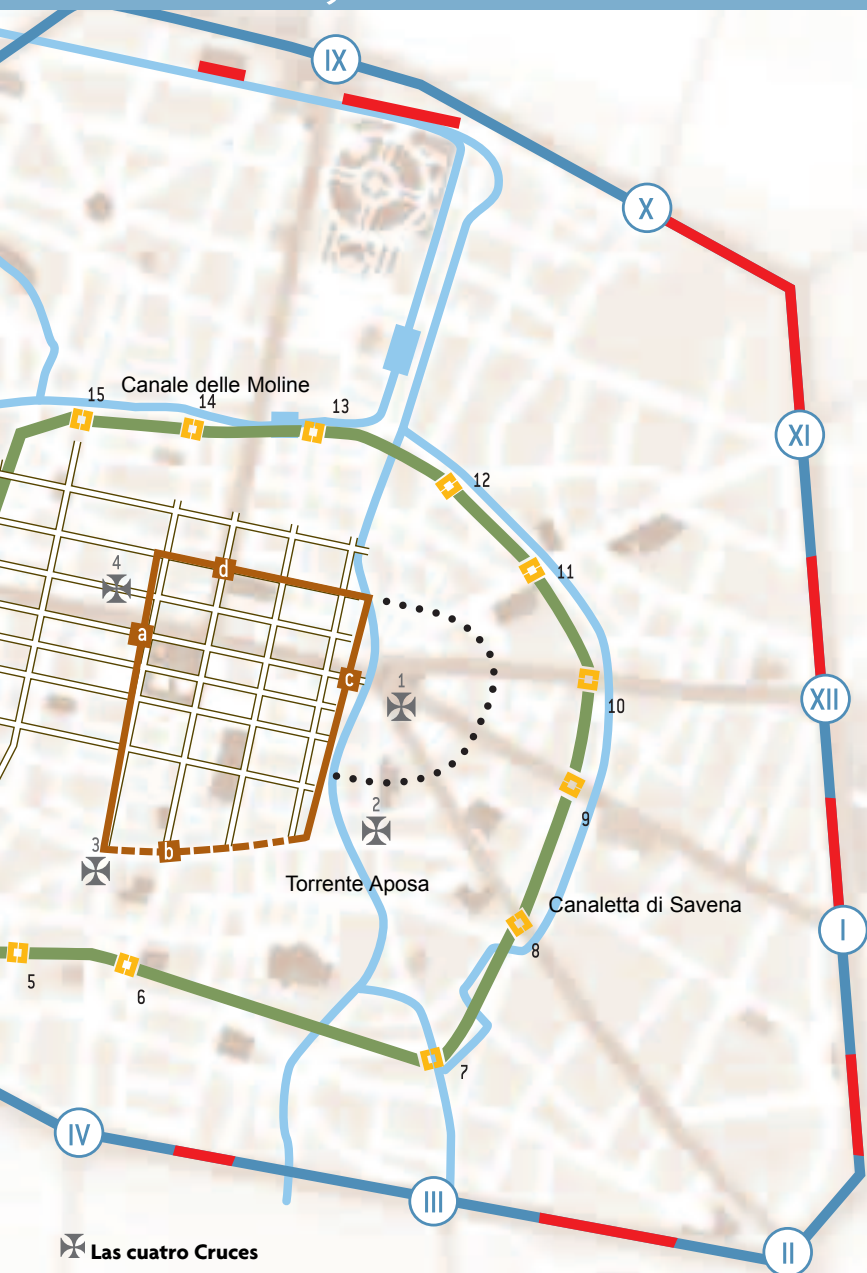 IX
X
15
Canale delle Moline
14
13
XI
12
11
4
d
a
c
1
10
XII
9
2
3
b
Torrente Aposa
Canaletta di Savena
I
8
5
6
7
IV
III
II
Las cuatro Cruces